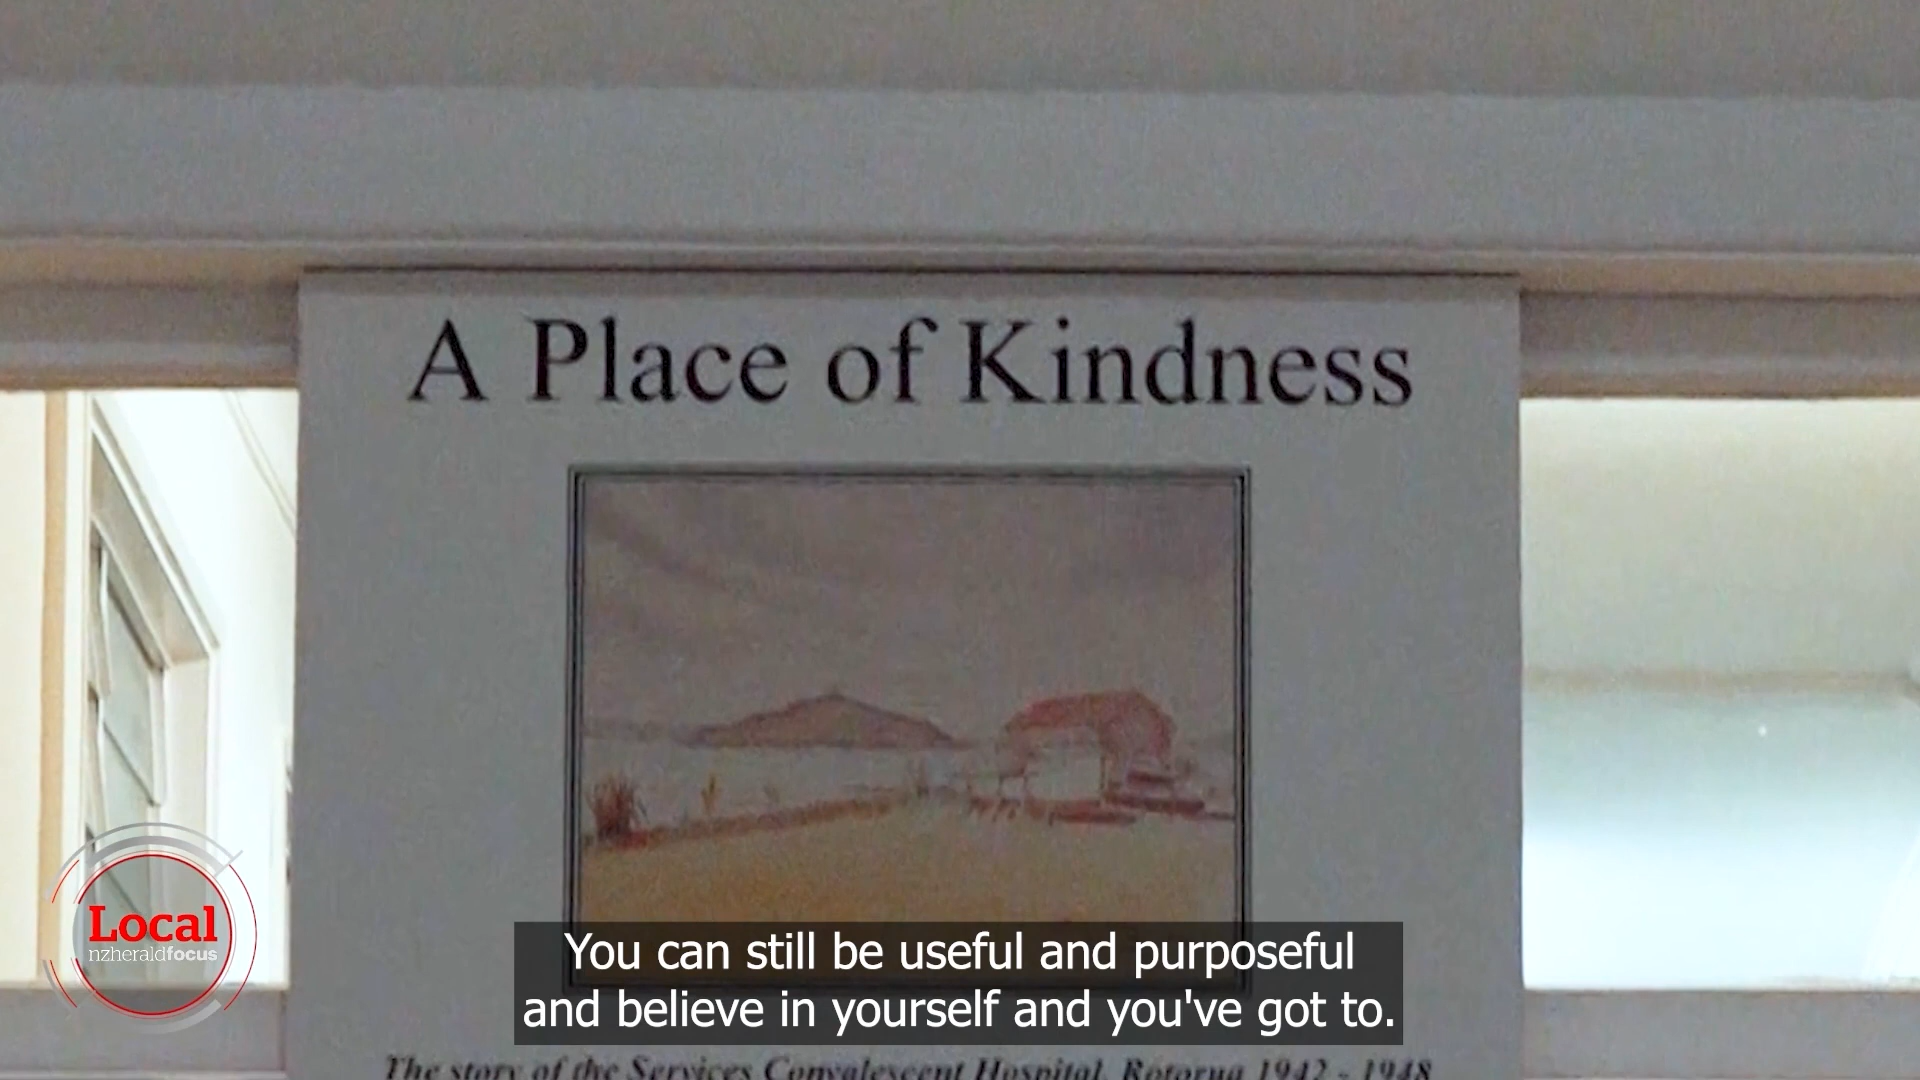 A Place of Kindness
Local
nzheraldfocus
You can still be useful and purposeful
and believe in yourself and you've got to.
The story of the Services Convalescent Hospital, Rotorua 1942 - 1948